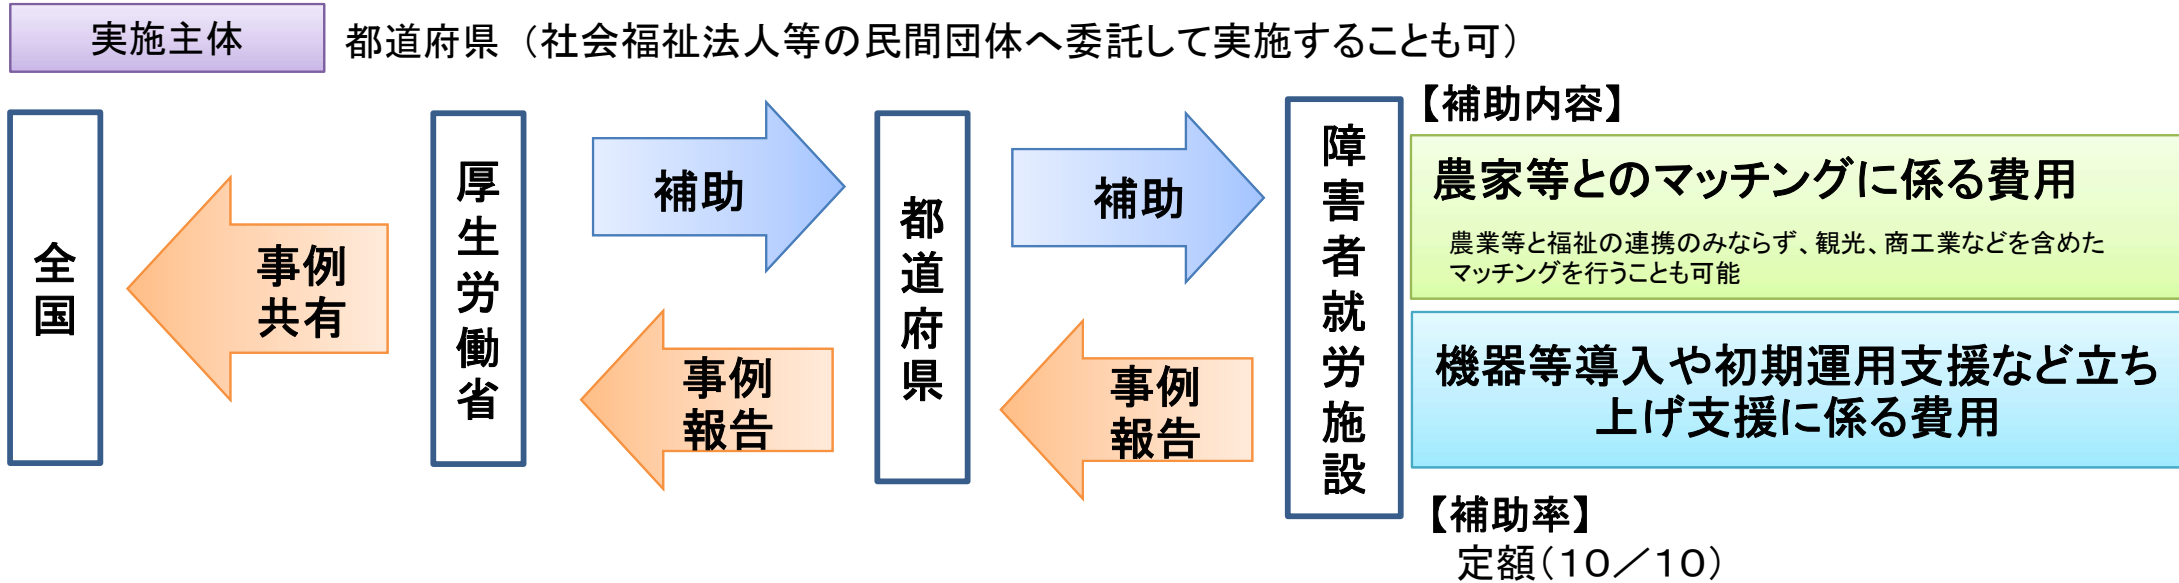 実施主体
都道府県（社会福祉法人等の民間団体へ委託して実施することも可）
全国
事例
共有
厚生労働省
補助
事例
報告
都道府県
補助
事例
報告
障害者就労施設
【補助内容】
農家等とのマッチングに係る費用
農業等と福祉の連携のみならず、観光、商工業などを含めた
マッチングを行うことも可能
機器等導入や初期運用支援など立ち
上げ支援に係る費用
【補助率】
定額（１０／１０）